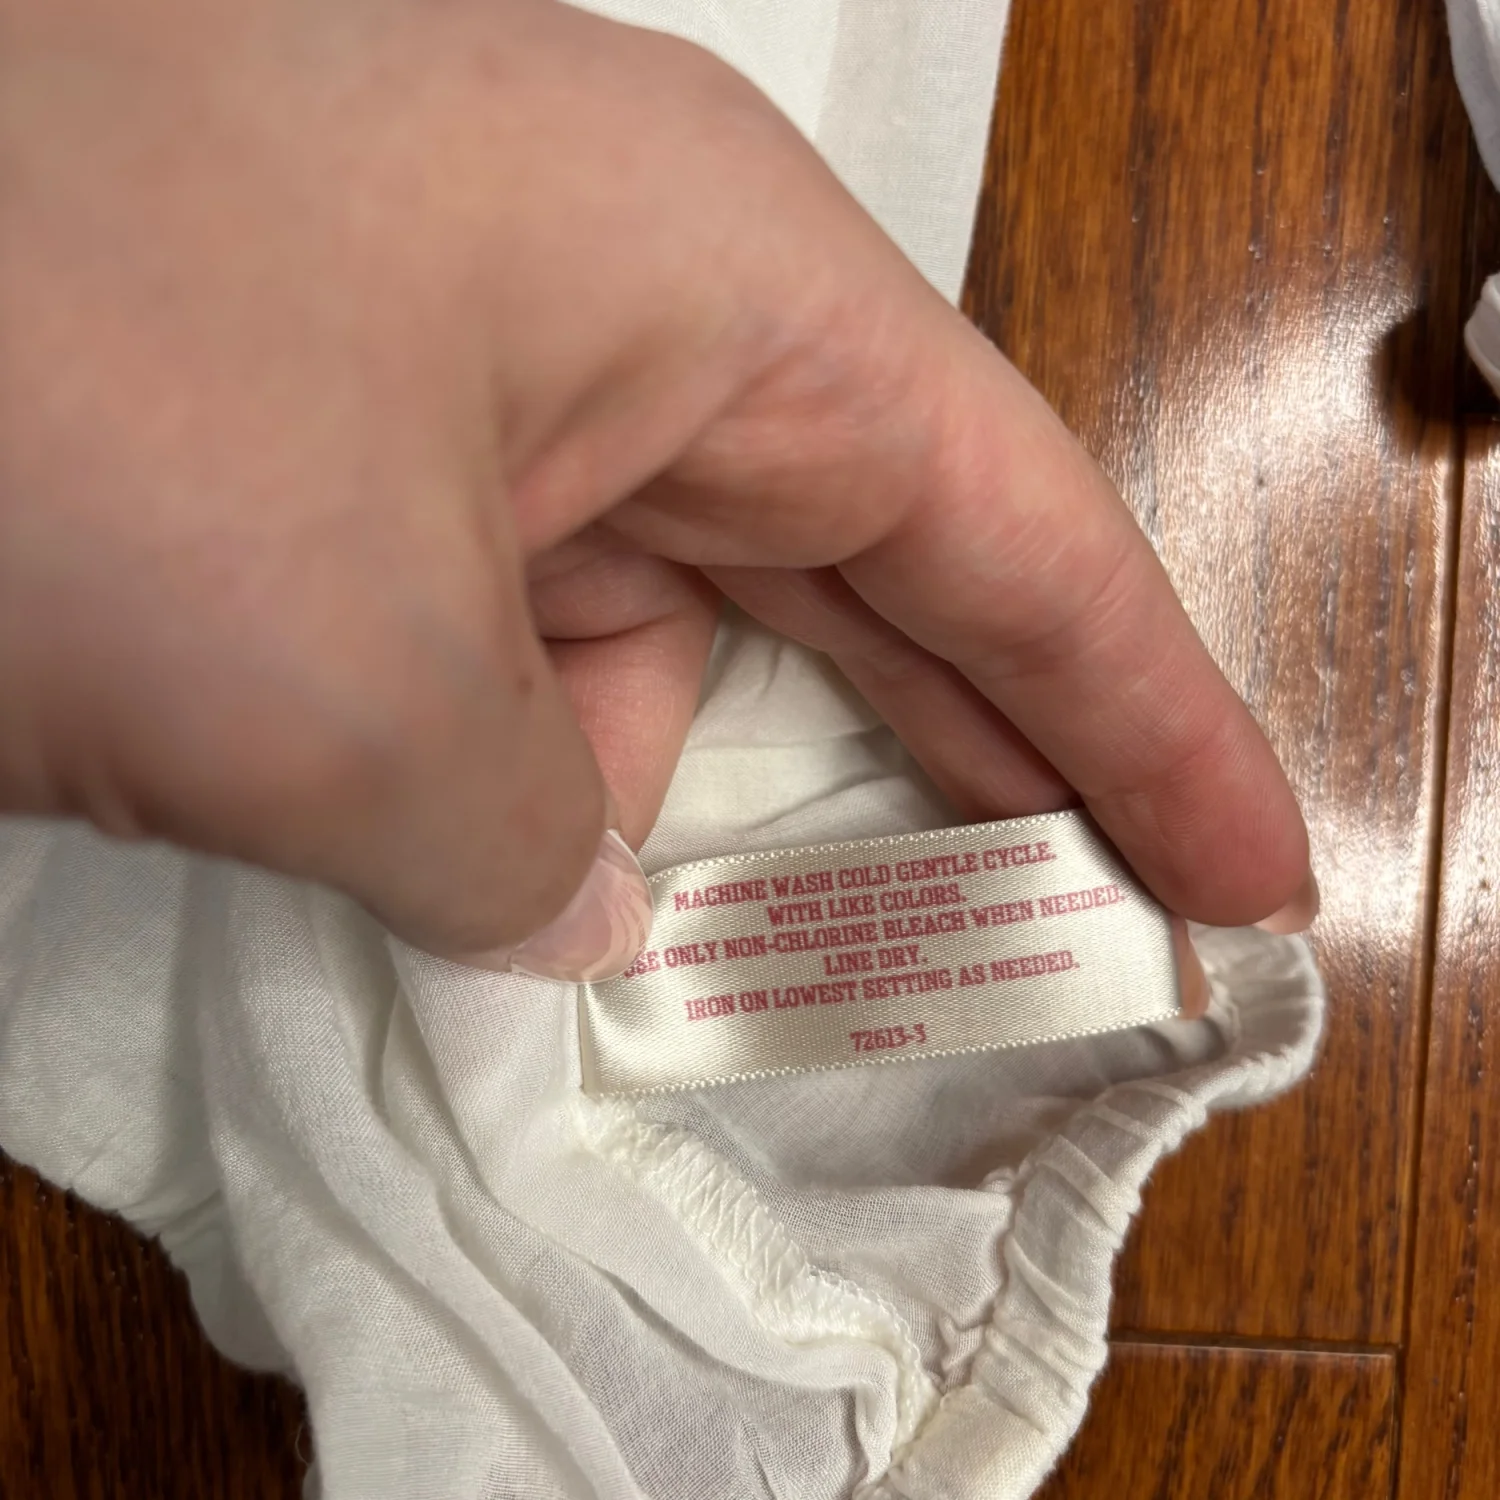 MACHINE WASH COLD GENTLE CYCLE.
WITH LIKE COLORS.
USE ONLY NON-CHLORINE BLEACH WHEN NEEDED.
LINE DRY.
IRON ON LOWEST SETTING AS NEEDED.
72613-3